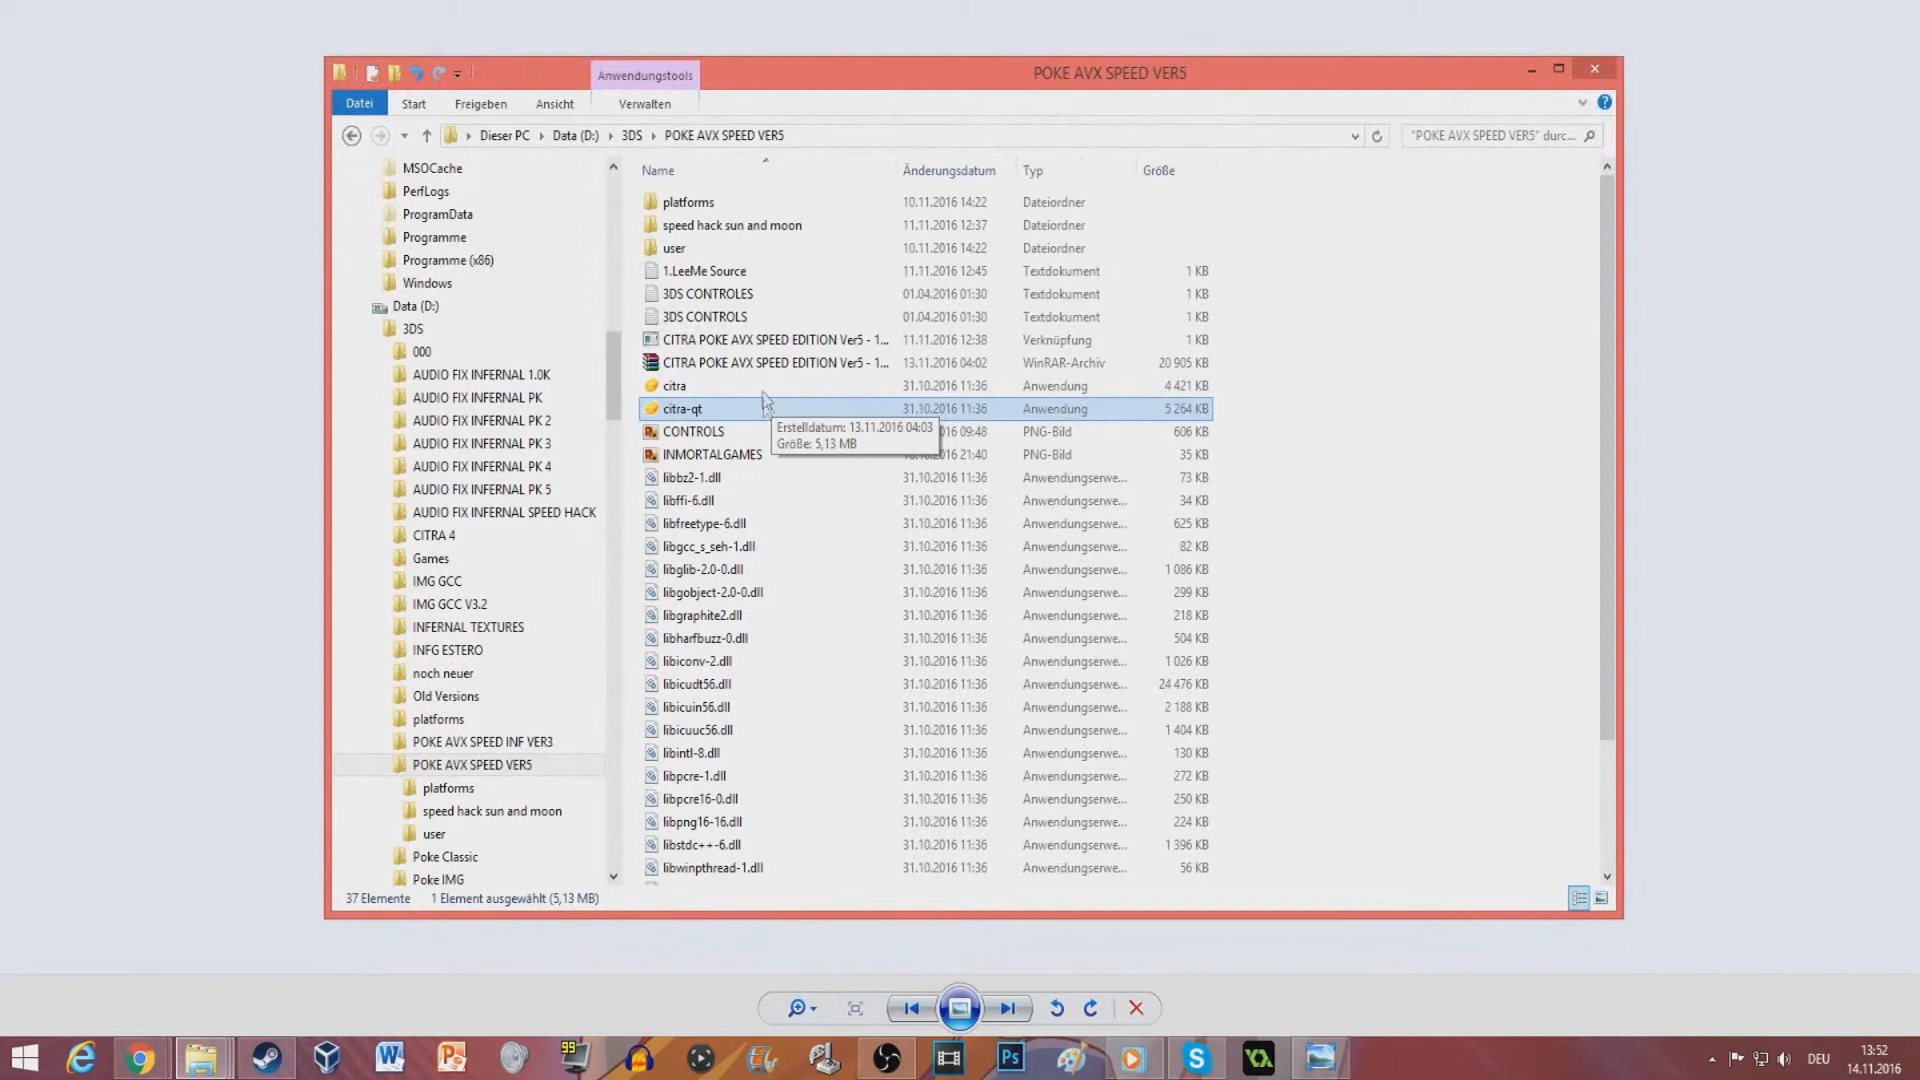 Anwendungstools
POKE AVX SPEED VER5
Datei
Start
Freigeben
Ansicht
Verwalten
Dieser PC
Data (D:)
3DS
POKE AVX SPEED VER5
"POKE AVX SPEED VER5" durc...
MSOCache
PerfLogs
ProgramData
Programme
Programme (x86)
Windows
Data (D:)
3DS
000
AUDIO FIX INFERNAL 1.0K
AUDIO FIX INFERNAL PK
AUDIO FIX INFERNAL PK 2
AUDIO FIX INFERNAL PK 3
AUDIO FIX INFERNAL PK 4
AUDIO FIX INFERNAL PK 5
AUDIO FIX INFERNAL SPEED HACK
CITRA 4
Games
IMG GCC
IMG GCC V3.2
INFERNAL TEXTURES
INFG ESTERO
noch neuer
Old Versions
platforms
POKE AVX SPEED INF VER3
POKE AVX SPEED VER5
platforms
speed hack sun and moon
user
Poke Classic
Poke IMG
Name Änderungsdatum Typ Größe
platforms 10.11.2016 14:22 Dateiordner
speed hack sun and moon 11.11.2016 12:37 Dateiordner
user 10.11.2016 14:22 Dateiordner
1.LeeMe Source 11.11.2016 12:45 Textdokument 1 KB
3DS CONTROLES 01.04.2016 01:30 Textdokument 1 KB
3DS CONTROLS 01.04.2016 01:30 Textdokument 1 KB
CITRA POKE AVX SPEED EDITION Ver5 - 1... 11.11.2016 12:38 Verknüpfung 1 KB
CITRA POKE AVX SPEED EDITION Ver5 - 1... 13.11.2016 04:02 WinRAR-Archiv 20 905 KB
citra 31.10.2016 11:36 Anwendung 4 421 KB
citra-qt 31.10.2016 11:36 Anwendung 5 264 KB
CONTROLS 2016 09:48 PNG-Bild 606 KB
INMORTALGAMES 2016 21:40 PNG-Bild 35 KB
Erstelldatum: 13.11.2016 04:03
Größe: 5,13 MB
libbz2-1.dll 31.10.2016 11:36 Anwendungserwe... 73 KB
libffi-6.dll 31.10.2016 11:36 Anwendungserwe... 34 KB
libfreetype-6.dll 31.10.2016 11:36 Anwendungserwe... 625 KB
libgcc_s_seh-1.dll 31.10.2016 11:36 Anwendungserwe... 82 KB
libglib-2.0-0.dll 31.10.2016 11:36 Anwendungserwe... 1 086 KB
libgobject-2.0-0.dll 31.10.2016 11:36 Anwendungserwe... 299 KB
libgraphite2.dll 31.10.2016 11:36 Anwendungserwe... 218 KB
libharfbuzz-0.dll 31.10.2016 11:36 Anwendungserwe... 504 KB
libiconv-2.dll 31.10.2016 11:36 Anwendungserwe... 1 026 KB
libicudt56.dll 31.10.2016 11:36 Anwendungserwe... 24 476 KB
libicuin56.dll 31.10.2016 11:36 Anwendungserwe... 2 188 KB
libicuuc56.dll 31.10.2016 11:36 Anwendungserwe... 1 404 KB
libintl-8.dll 31.10.2016 11:36 Anwendungserwe... 130 KB
libpcre-1.dll 31.10.2016 11:36 Anwendungserwe... 272 KB
libpcre16-0.dll 31.10.2016 11:36 Anwendungserwe... 250 KB
libpng16-16.dll 31.10.2016 11:36 Anwendungserwe... 224 KB
libstdc++-6.dll 31.10.2016 11:36 Anwendungserwe... 1 396 KB
libwinpthread-1.dll 31.10.2016 11:36 Anwendungserwe... 56 KB
37 Elemente 1 Element ausgewählt (5,13 MB)
99
Ps
DEU
13:52
14.11.2016